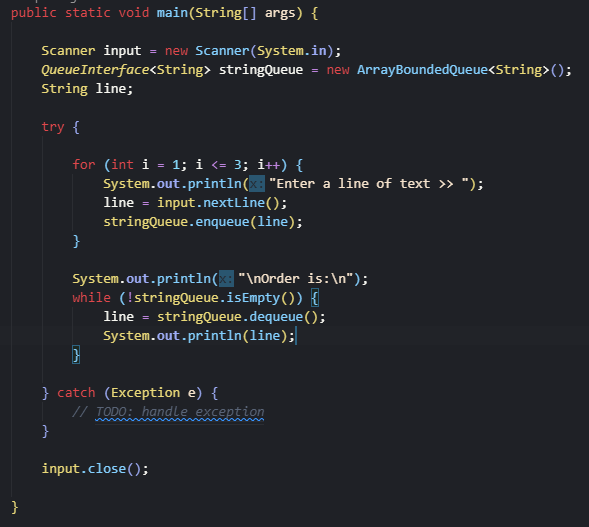 public static void main(String[] args) {
Scanner input = new Scanner(System.in);
QueueInterface<String> stringQueue = new ArrayBoundedQueue<String>();
String line;
try {
for (int i = 1; i <= 3; i++) {
System.out.println(x: "Enter a line of text >> ");
line = input.nextLine();
stringQueue.enqueue(line);
}
System.out.println(x: "\nOrder is:\n");
while (!stringQueue.isEmpty()) {
line = stringQueue.dequeue();
System.out.println(line);
}
} catch (Exception e) {
// TODO: handle exception
}
input.close();
}